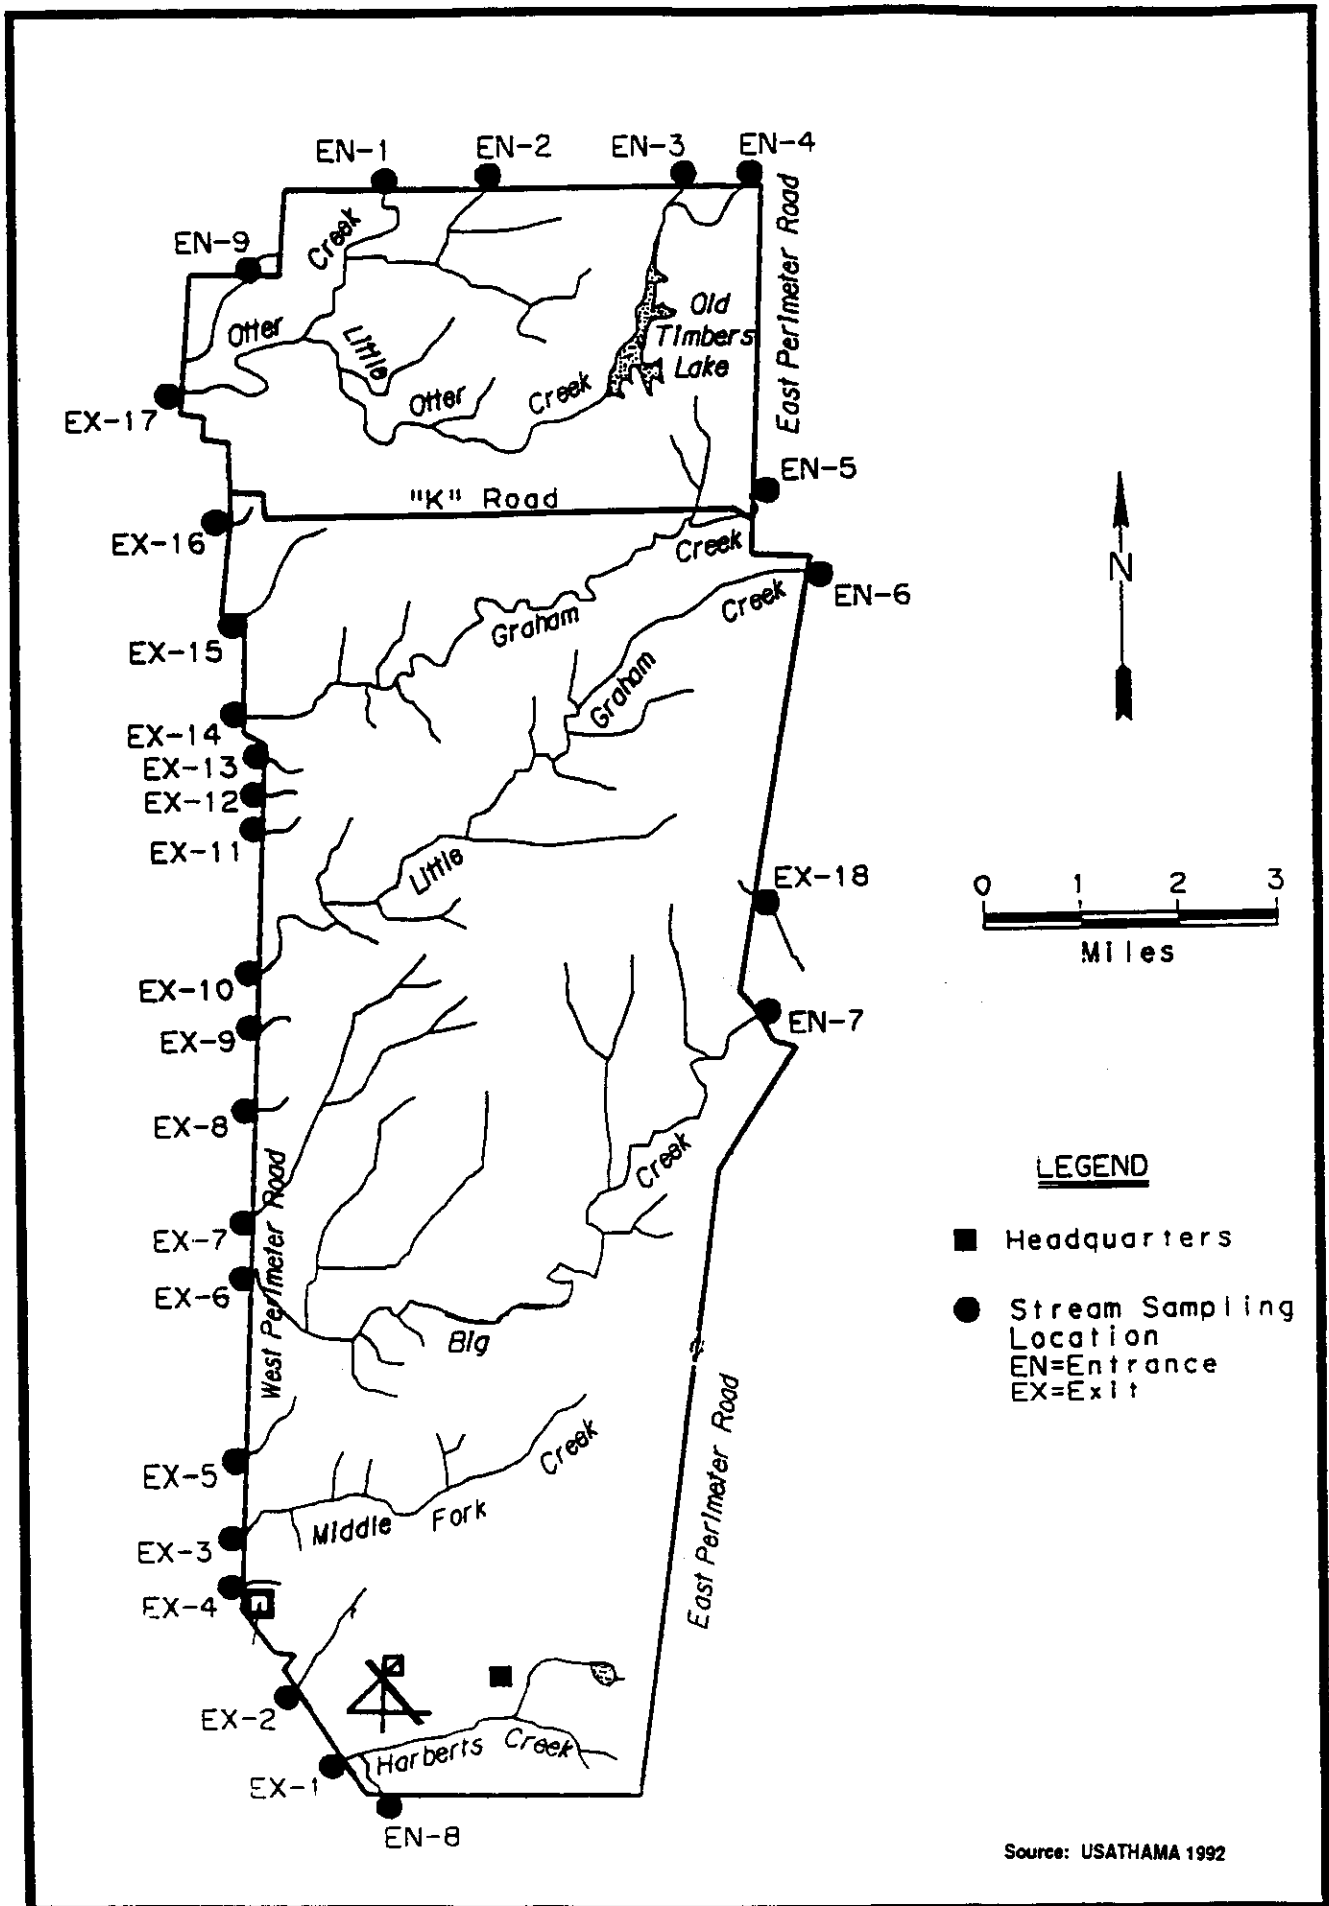 EN-1
EN-2
EN-3
EN-4
EN-9
Creek
East Perimeter Road
Otter
Little
Old
Timbers
Lake
Otter
Creek
EX-17
EN-5
"K" Road
EX-16
Creek
Creek
EN-6
Graham
EX-15
Graham
N
EX-14
EX-13
EX-12
EX-11
Little
EX-18
0 1 2 3
Miles
EX-10
EX-9
EN-7
EX-8
Creek
West Perimeter Road
LEGEND
Headquarters
EX-7
EX-6
Stream Sampling
Location
EN=Entrance
EX=Exit
Big
East Perimeter Road
Creek
EX-5
Middle Fork
EX-3
EX-4
EX-2
Harberts Creek
EX-1
EN-8
Source: USATHAMA 1992